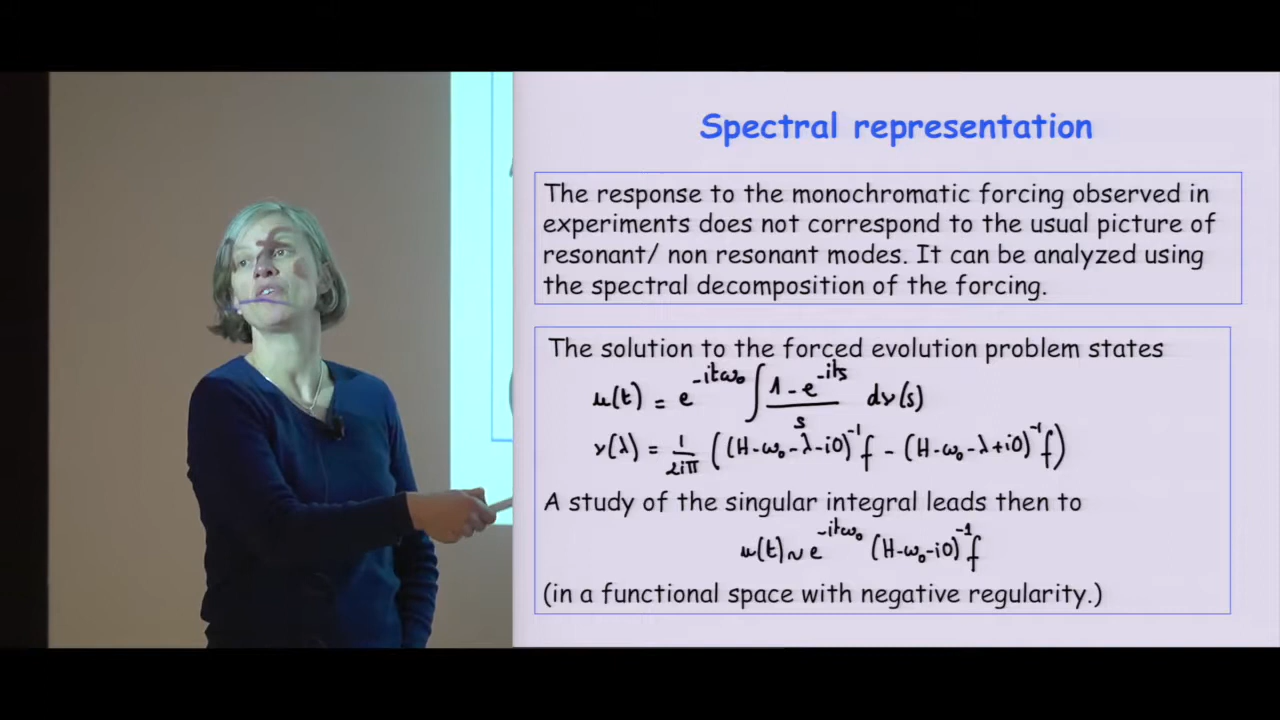 Spectral representation
The response to the monochromatic forcing observed in
experiments does not correspond to the usual picture of
resonant/ non resonant modes. It can be analyzed using
the spectral decomposition of the forcing.
The solution to the forced evolution problem states
u(t) = e^{-itω₀} ∫ (1 - e^{-its})/s dν(s)
ν(λ) = 1/(2iπ) ((H-ω₀-λ-i0)^{-1} f - (H-ω₀-λ+i0)^{-1} f)
A study of the singular integral leads then to
u(t) ~ e^{-itω₀} (H-ω₀-i0)^{-1} f
(in a functional space with negative regularity.)